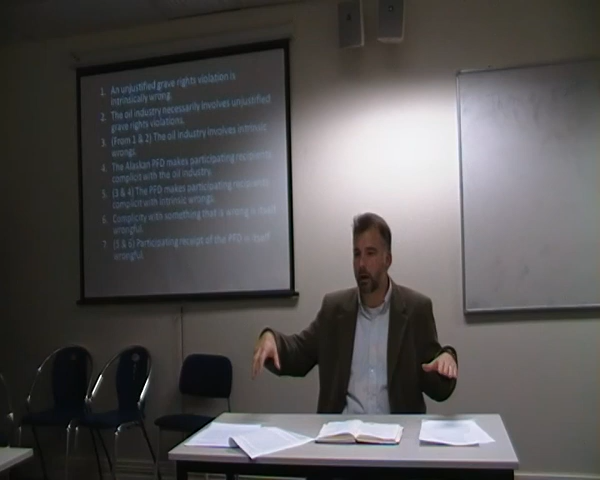 1. An unjustified grave rights violation is
intrinsically wrong.
2. The oil industry necessarily involves unjustified
grave rights violations.
3. (From 1 & 2) The oil industry involves intrinsic
wrongs.
4. The Alaskan PFD makes participating recipients
complicit with the oil industry.
5. (3 & 4) The PFD makes participating recipients
complicit with intrinsic wrongs.
6. Complicity with something that is wrong is itself
wrongful.
7. (5 & 6) Participating receipt of the PFD is itself
wrongful.